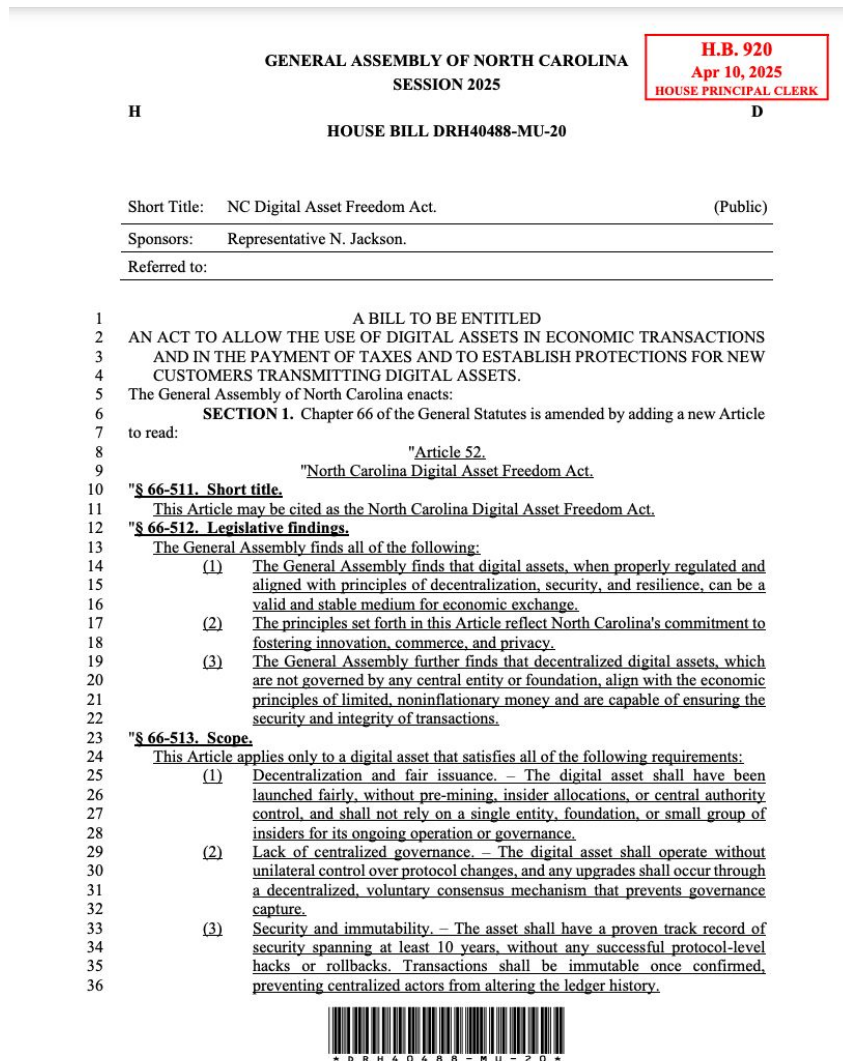 GENERAL ASSEMBLY OF NORTH CAROLINA
SESSION 2025
H.B. 920
Apr 10, 2025
HOUSE PRINCIPAL CLERK
H D
HOUSE BILL DRH40488-MU-20
Short Title: NC Digital Asset Freedom Act. (Public)
Sponsors: Representative N. Jackson.
Referred to:
1 A BILL TO BE ENTITLED
2 AN ACT TO ALLOW THE USE OF DIGITAL ASSETS IN ECONOMIC TRANSACTIONS
3 AND IN THE PAYMENT OF TAXES AND TO ESTABLISH PROTECTIONS FOR NEW
4 CUSTOMERS TRANSMITTING DIGITAL ASSETS.
5 The General Assembly of North Carolina enacts:
6 SECTION 1. Chapter 66 of the General Statutes is amended by adding a new Article
7 to read:
8 "Article 52.
9 "North Carolina Digital Asset Freedom Act.
10 "§ 66-511. Short title.
11 This Article may be cited as the North Carolina Digital Asset Freedom Act.
12 "§ 66-512. Legislative findings.
13 The General Assembly finds all of the following:
14 (1) The General Assembly finds that digital assets, when properly regulated and
15 aligned with principles of decentralization, security, and resilience, can be a
16 valid and stable medium for economic exchange.
17 (2) The principles set forth in this Article reflect North Carolina's commitment to
18 fostering innovation, commerce, and privacy.
19 (3) The General Assembly further finds that decentralized digital assets, which
20 are not governed by any central entity or foundation, align with the economic
21 principles of limited, noninflationary money and are capable of ensuring the
22 security and integrity of transactions.
23 "§ 66-513. Scope.
24 This Article applies only to a digital asset that satisfies all of the following requirements:
25 (1) Decentralization and fair issuance. – The digital asset shall have been
26 launched fairly, without pre-mining, insider allocations, or central authority
27 control, and shall not rely on a single entity, foundation, or small group of
28 insiders for its ongoing operation or governance.
29 (2) Lack of centralized governance. – The digital asset shall operate without
30 unilateral control over protocol changes, and any upgrades shall occur through
31 a decentralized, voluntary consensus mechanism that prevents governance
32 capture.
33 (3) Security and immutability. – The asset shall have a proven track record of
34 security spanning at least 10 years, without any successful protocol-level
35 hacks or rollbacks. Transactions shall be immutable once confirmed,
36 preventing centralized actors from altering the ledger history.
* D R H 4 0 4 8 8 - M U - 2 0 *